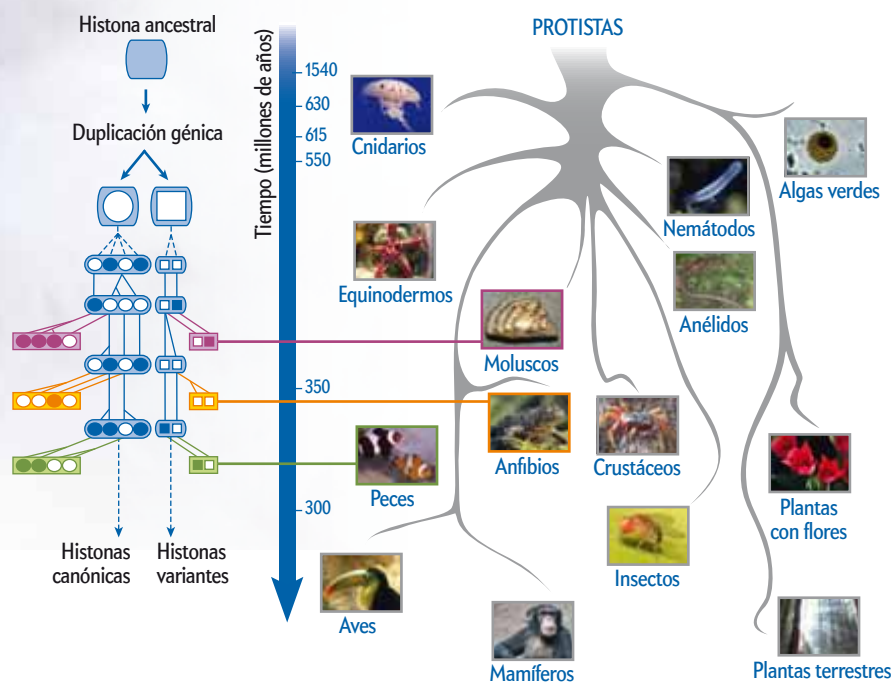 Histona ancestral
Duplicación génica
Histonas
canónicas
Histonas
variantes
Tiempo (millones de años)
1540
630
615
550
350
300
PROTISTAS
Cnidarios
Algas verdes
Nemátodos
Equinodermos
Anélidos
Moluscos
Anfibios
Crustáceos
Peces
Plantas
con flores
Insectos
Aves
Mamíferos
Plantas terrestres